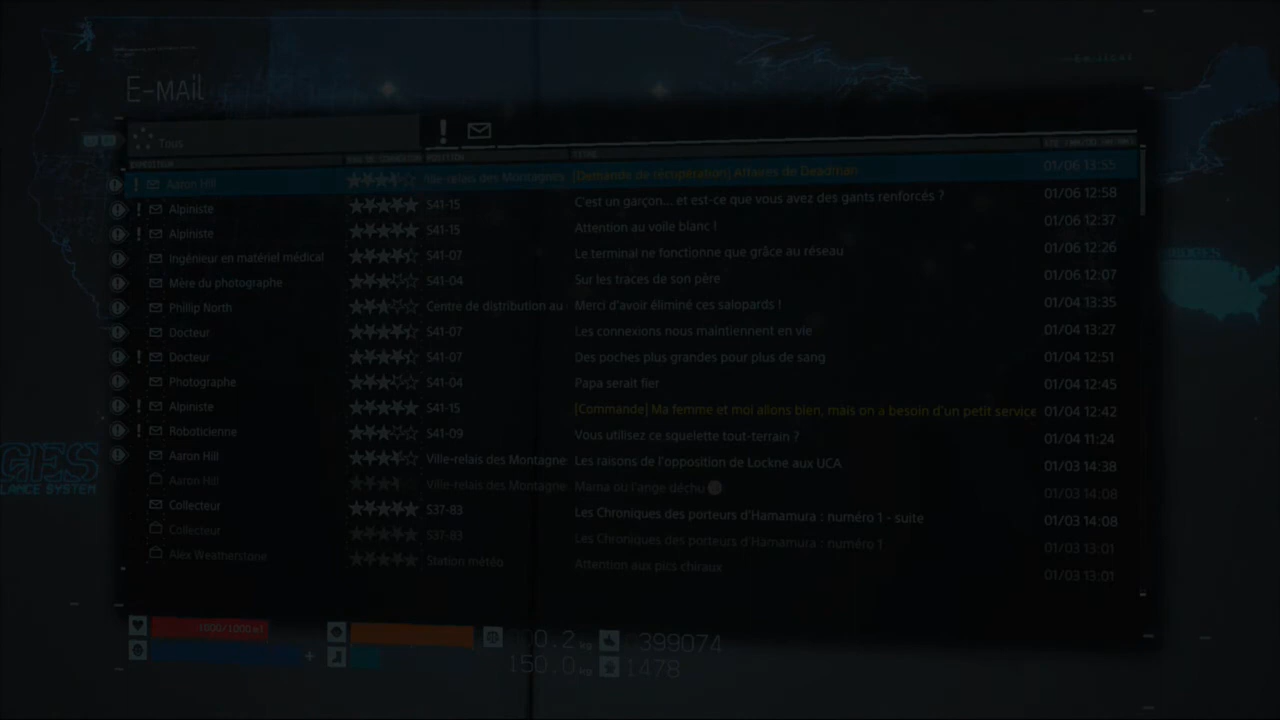 E-MAIL
Tous
EXPÉDITEUR POSITION TITRE
Aaron Hill Ville-relais des Montagnes [Demande de récupération] Affaires de Deadman 01/06 13:55
Alpiniste S41-15 C'est un garçon... et est-ce que vous avez des gants renforcés ? 01/06 12:58
Alpiniste S41-15 Attention au voile blanc ! 01/06 12:37
Ingénieur en matériel médical S41-07 Le terminal ne fonctionne que grâce au réseau 01/06 12:26
Mère du photographe S41-04 Sur les traces de son père 01/06 12:07
Phillip North Centre de distribution au Merci d'avoir éliminé ces salopards ! 01/04 13:35
Docteur S41-07 Les connexions nous maintiennent en vie 01/04 13:27
Docteur S41-07 Des poches plus grandes pour plus de sang 01/04 12:51
Photographe S41-04 Papa serait fier 01/04 12:45
Alpiniste S41-15 [Commande] Ma femme et moi allons bien, mais on a besoin d'un petit service 01/04 12:42
Roboticienne S41-09 Vous utilisez ce squelette tout-terrain ? 01/04 11:24
Aaron Hill Ville-relais des Montagne Les raisons de l'opposition de Lockne aux UCA 01/03 14:38
Aaron Hill Ville-relais des Montagne Mama ou l'ange déchu 01/03 14:08
Collecteur S37-83 Les Chroniques des porteurs d'Hamamura : numéro 1 - suite 01/03 14:08
Collecteur S37-83 Les Chroniques des porteurs d'Hamamura : numéro 1 01/03 13:01
Alex Weatherstone Station météo Attention aux pics chiraux 01/03 13:01
GES
LANCE SYSTEM
1000/1000ml 0.2 kg 399074
150.0 kg 1478